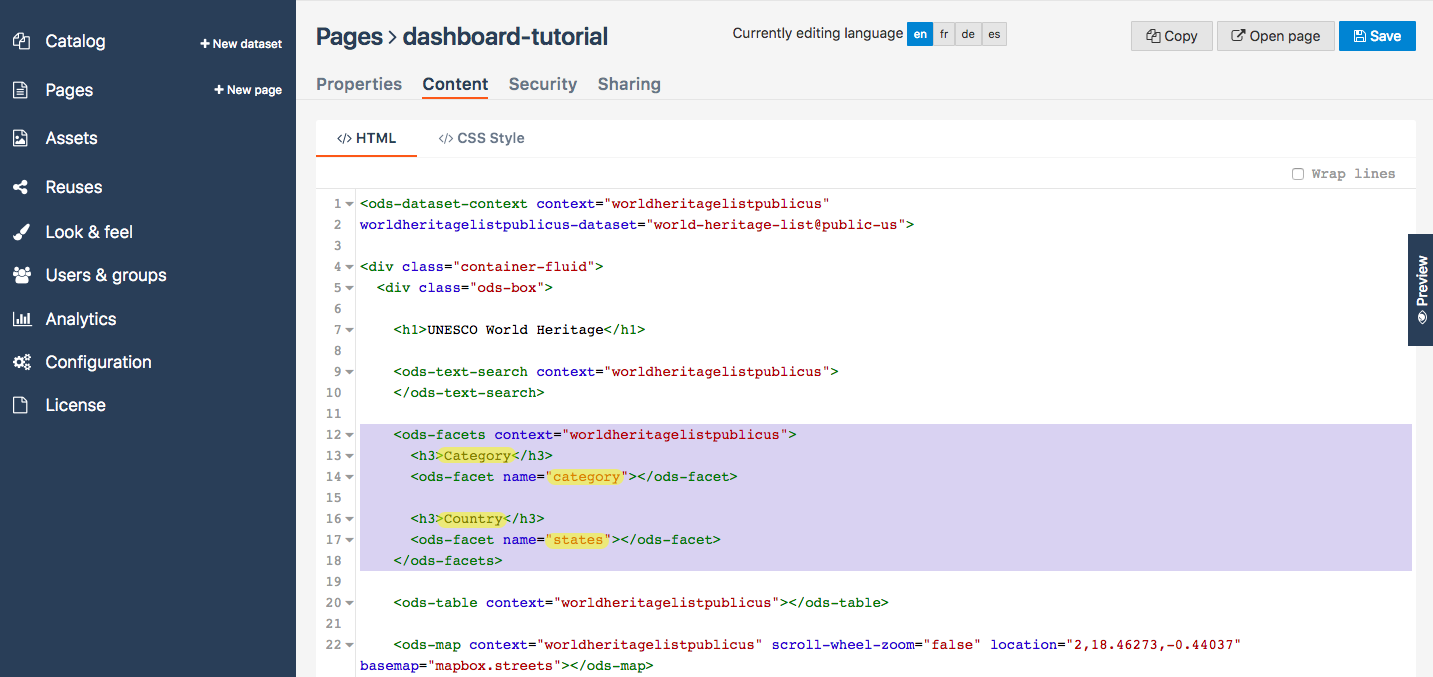 Catalog
+ New dataset
Pages
+ New page
Assets
Reuses
Look & feel
Users & groups
Analytics
Configuration
License
Pages > dashboard-tutorial
Currently editing language en fr de es
Copy
Open page
Save
Properties Content Security Sharing
</> HTML </> CSS Style
Wrap lines
1 <ods-dataset-context context="worldheritagelistpublicus"
2 worldheritagelistpublicus-dataset="world-heritage-list@public-us">
3
4 <div class="container-fluid">
5 <div class="ods-box">
6
7 <h1>UNESCO World Heritage</h1>
8
9 <ods-text-search context="worldheritagelistpublicus">
10 </ods-text-search>
11
12 <ods-facets context="worldheritagelistpublicus">
13 <h3>Category</h3>
14 <ods-facet name="category"></ods-facet>
15
16 <h3>Country</h3>
17 <ods-facet name="states"></ods-facet>
18 </ods-facets>
19
20 <ods-table context="worldheritagelistpublicus"></ods-table>
21
22 <ods-map context="worldheritagelistpublicus" scroll-wheel-zoom="false" location="2,18.46273,-0.44037"
basemap="mapbox.streets"></ods-map>
Preview